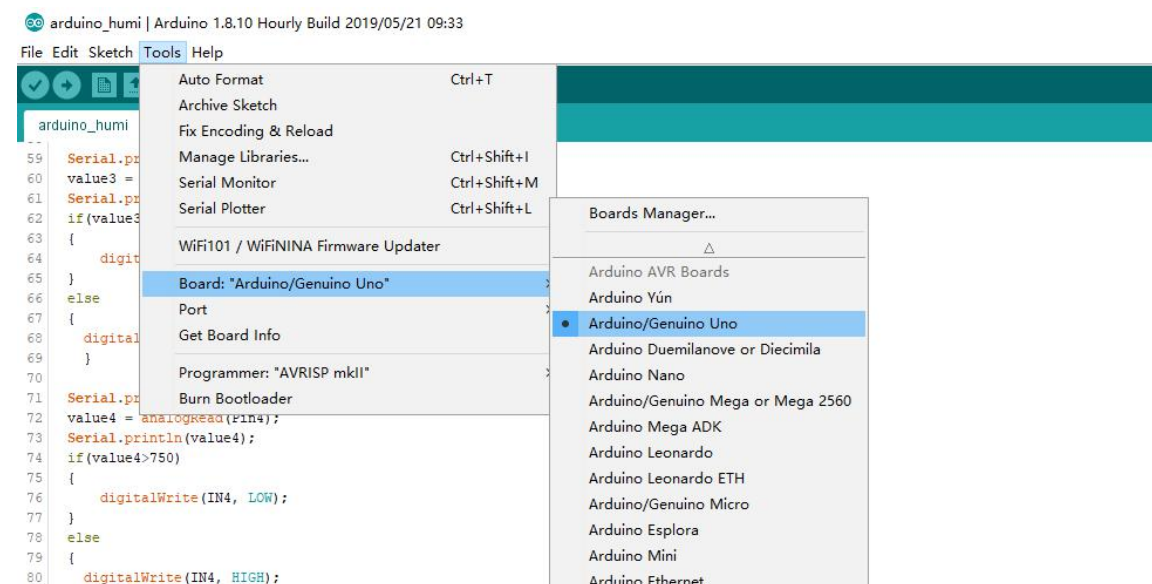 arduino_humi | Arduino 1.8.10 Hourly Build 2019/05/21 09:33
File Edit Sketch Tools Help
arduino_humi
Auto Format Ctrl+T
Archive Sketch
Fix Encoding & Reload
Manage Libraries... Ctrl+Shift+I
Serial Monitor Ctrl+Shift+M
Serial Plotter Ctrl+Shift+L
WiFi101 / WiFiNINA Firmware Updater
Board: "Arduino/Genuino Uno"
Port
Get Board Info
Programmer: "AVRISP mkII"
Burn Bootloader
Boards Manager...
△
Arduino AVR Boards
Arduino Yún
Arduino/Genuino Uno
Arduino Duemilanove or Diecimila
Arduino Nano
Arduino/Genuino Mega or Mega 2560
Arduino Mega ADK
Arduino Leonardo
Arduino Leonardo ETH
Arduino/Genuino Micro
Arduino Esplora
Arduino Mini
Arduino Ethernet
59 Serial.pr
60 value3 =
61 Serial.pr
62 if(value3
63 {
64 digit
65 }
66 else
67 {
68 digital
69 }
70
71 Serial.pr
72 value4 = analogRead(Pin4);
73 Serial.println(value4);
74 if(value4>750)
75 {
76 digitalWrite(IN4, LOW);
77 }
78 else
79 {
80 digitalWrite(IN4, HIGH);